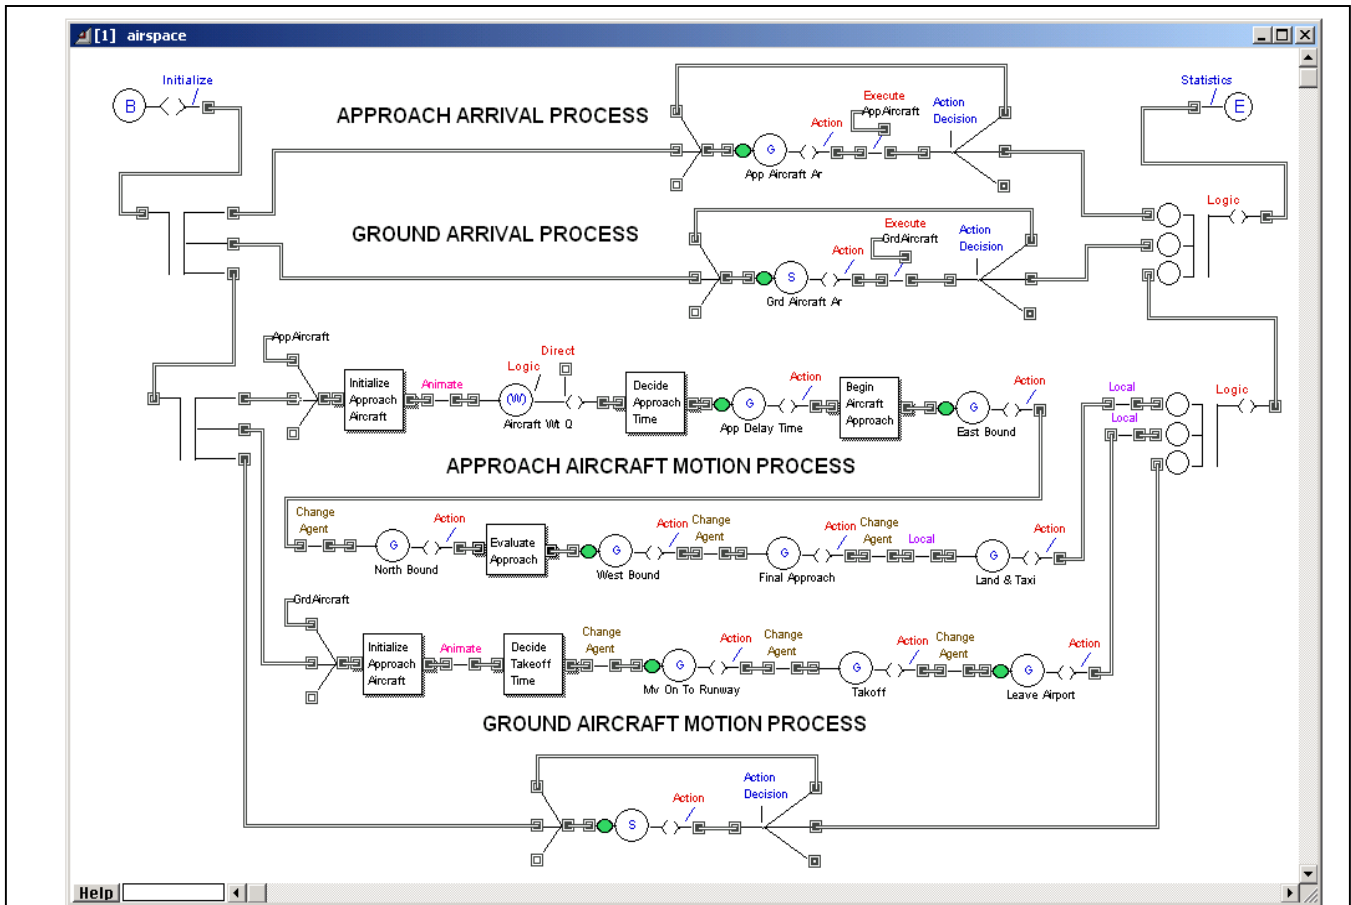 [1] airspace
Initialize
B
APPROACH ARRIVAL PROCESS
Action
Execute
AppAircraft
Action
Decision
G
App Aircraft Ar
Statistics
E
GROUND ARRIVAL PROCESS
Action
Execute
GrdAircraft
Action
Decision
S
Grd Aircraft Ar
Logic
AppAircraft
Initialize
Approach
Aircraft
Animate
Logic
Direct
(W)
Aircraft Wt Q
Decide
Approach
Time
G
App Delay Time
Action
Begin
Aircraft
Approach
G
East Bound
Action
Local
Local
Logic
APPROACH AIRCRAFT MOTION PROCESS
Change
Agent
G
North Bound
Action
Evaluate
Approach
G
West Bound
Action
Change
Agent
G
Final Approach
Action
Change
Agent
Local
G
Land & Taxi
Action
GrdAircraft
Initialize
Approach
Aircraft
Animate
Decide
Takeoff
Time
Change
Agent
G
Mv On To Runway
Action
Change
Agent
G
Takoff
Action
Change
Agent
G
Leave Airport
Action
GROUND AIRCRAFT MOTION PROCESS
S
Action
Action
Decision
Help